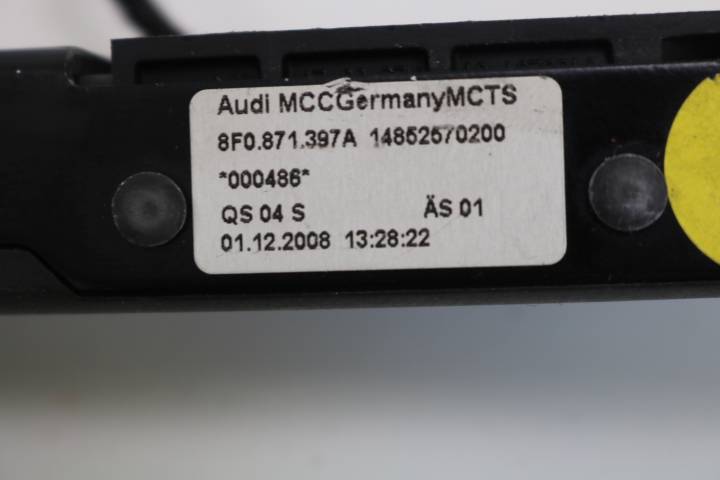 Audi MCCGermanyMCTS
8F0.871.397A 14852570200
*000486*
QS 04 S ÄS 01
01.12.2008 13:28:22